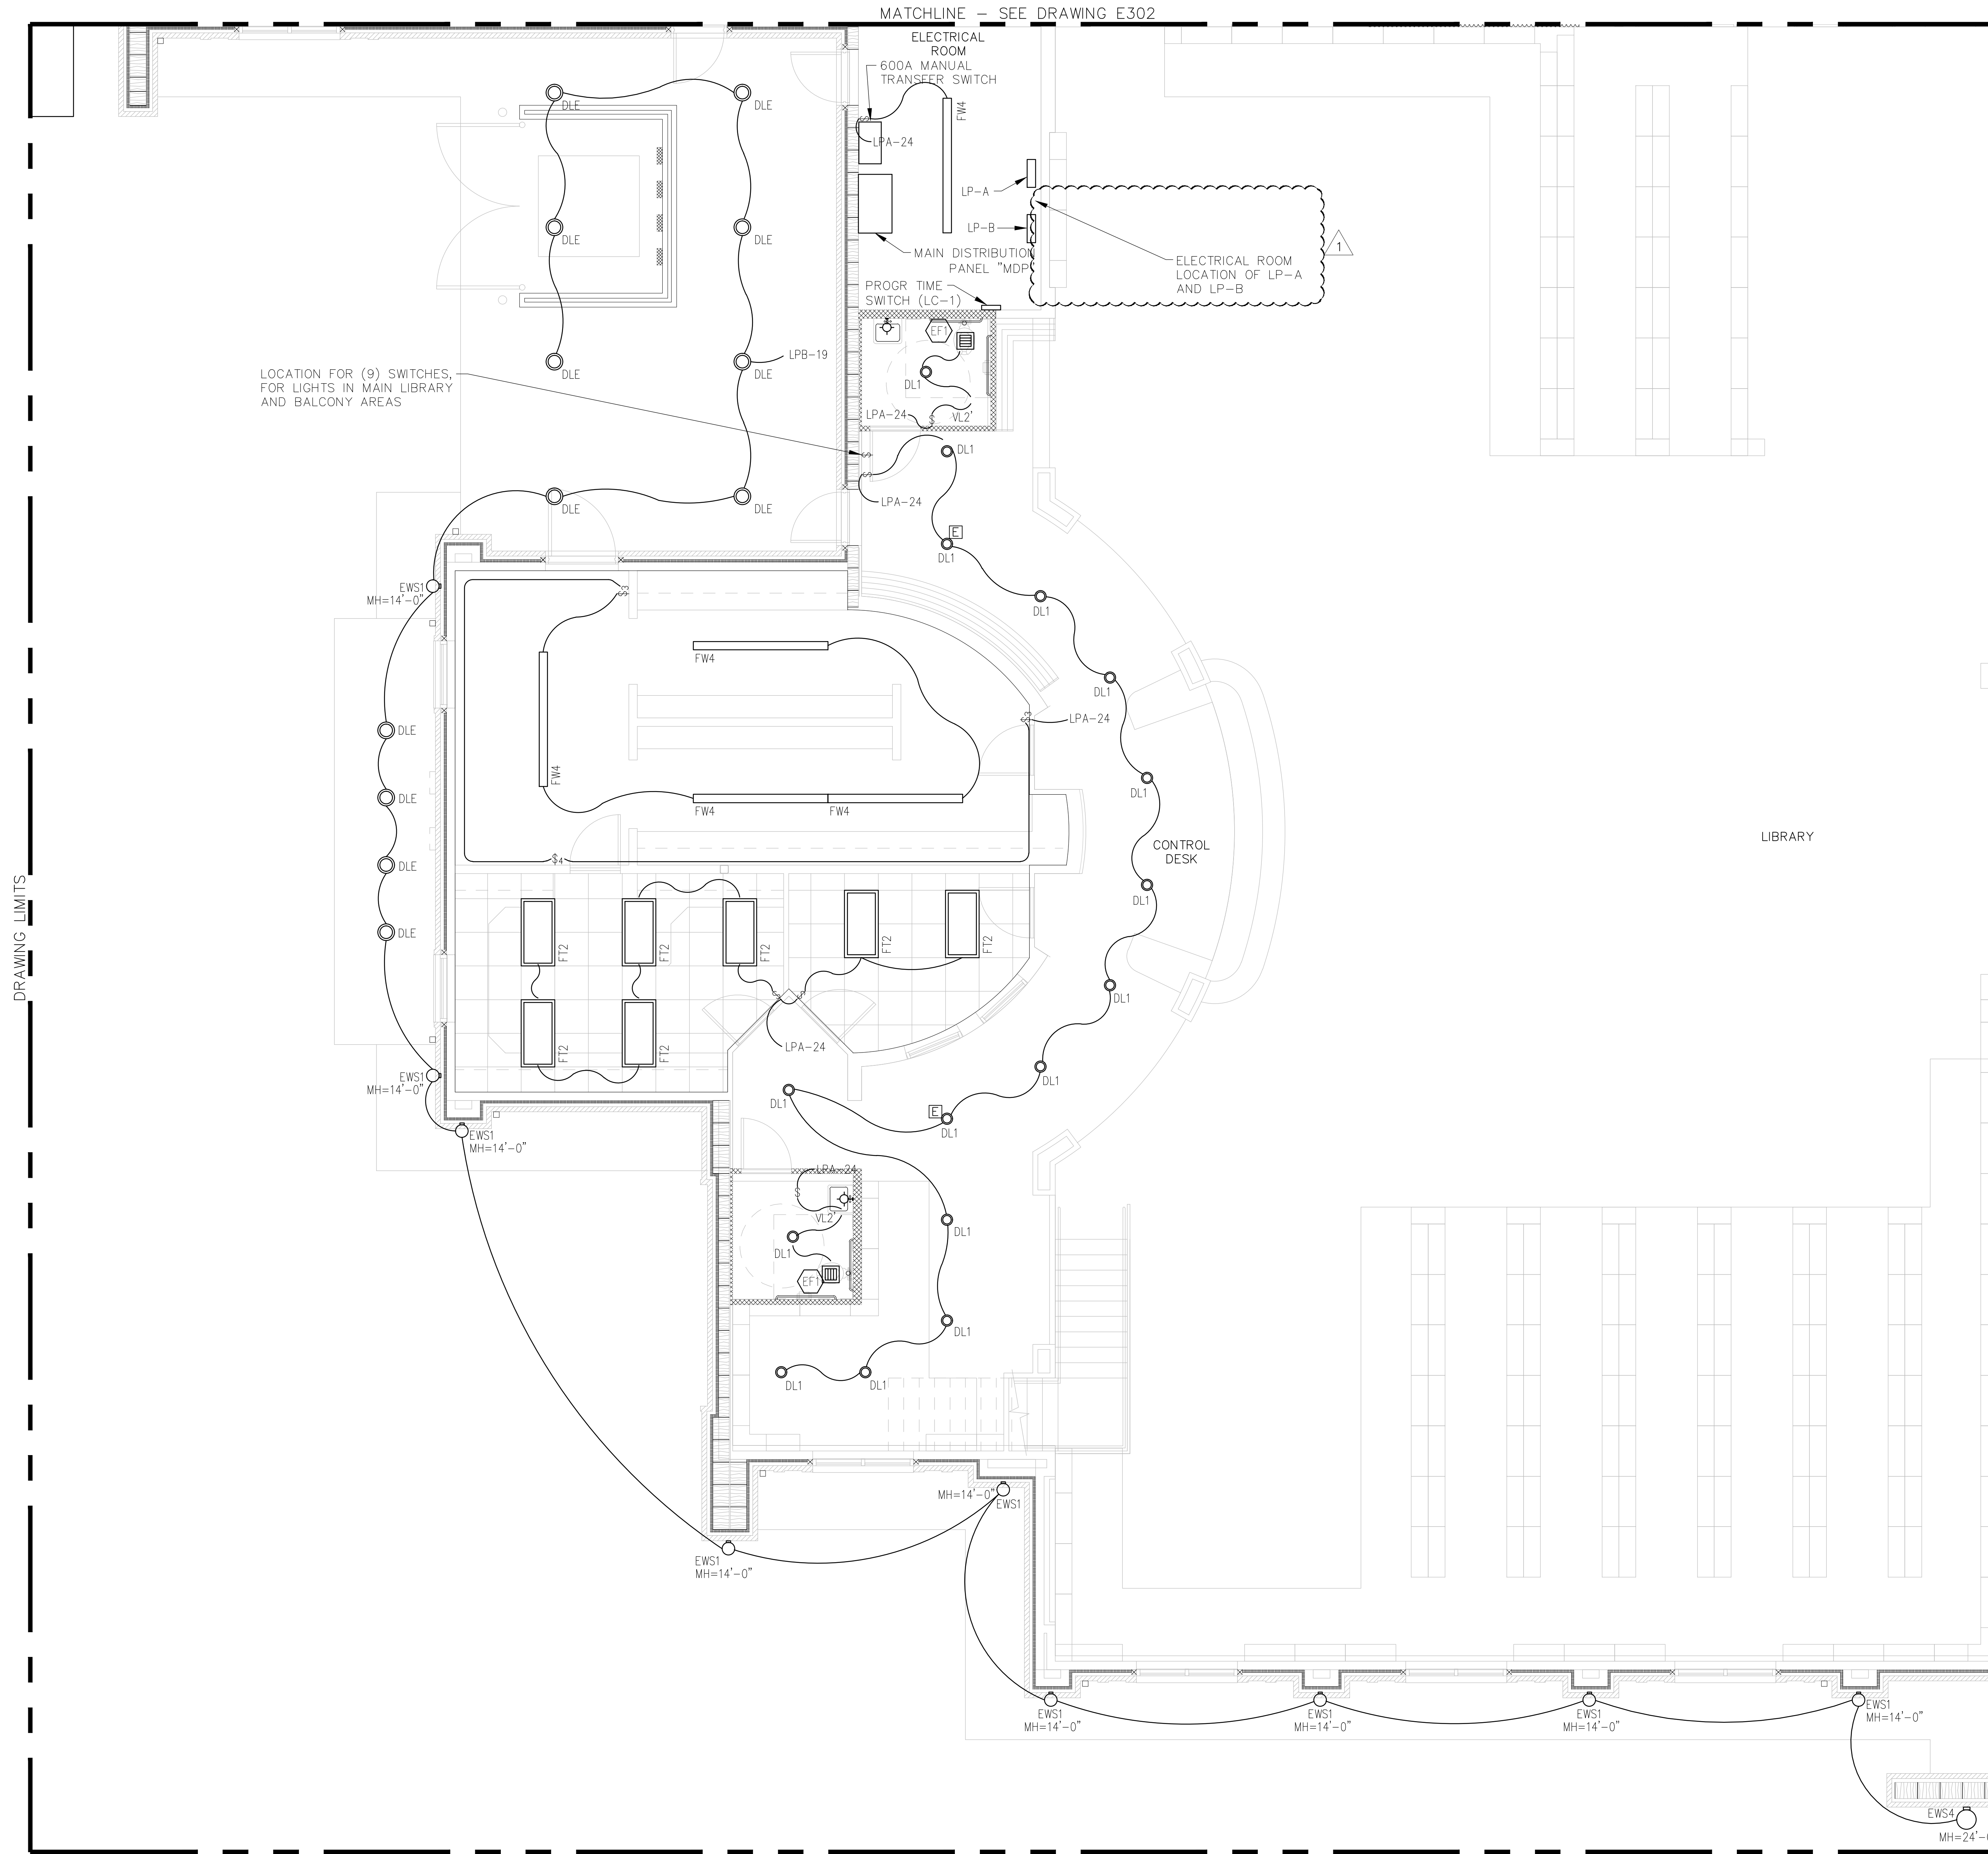 MATCHLINE – SEE DRAWING E302
ELECTRICAL
ROOM
600A MANUAL
TRANSFER SWITCH
FW4
LPA-24
DLE
DLE
LP-A
LP-B
DLE
DLE
MAIN DISTRIBUTION
PANEL "MDP"
ELECTRICAL ROOM
LOCATION OF LP-A
AND LP-B
1
PROGR TIME
SWITCH (LC-1)
EF1
LPB-19
DLE
DLE
LOCATION FOR (9) SWITCHES,
FOR LIGHTS IN MAIN LIBRARY
AND BALCONY AREAS
DL1
LPA-24
$
VL2'
DL1
$
$
LPA-24
DLE
DLE
E
DL1
EWS1
MH=14'-0"
$3
DL1
FW4
DL1
$3
LPA-24
DLE
FW4
DL1
DLE
FW4
FW4
LIBRARY
CONTROL
DESK
$4
DLE
DL1
DRAWING LIMITS
DLE
FT2
FT2
FT2
FT2
FT2
$
$
DL1
FT2
FT2
LPA-24
EWS1
MH=14'-0"
DL1
DL1
E
DL1
EWS1
MH=14'-0"
LPA-24
$
VL2'
DL1
DL1
EF1
DL1
DL1
DL1
MH=14'-0"
EWS1
EWS1
MH=14'-0"
EWS1
MH=14'-0"
EWS1
MH=14'-0"
EWS1
MH=14'-0"
EWS1
MH=14'-0"
EWS4
MH=24'-